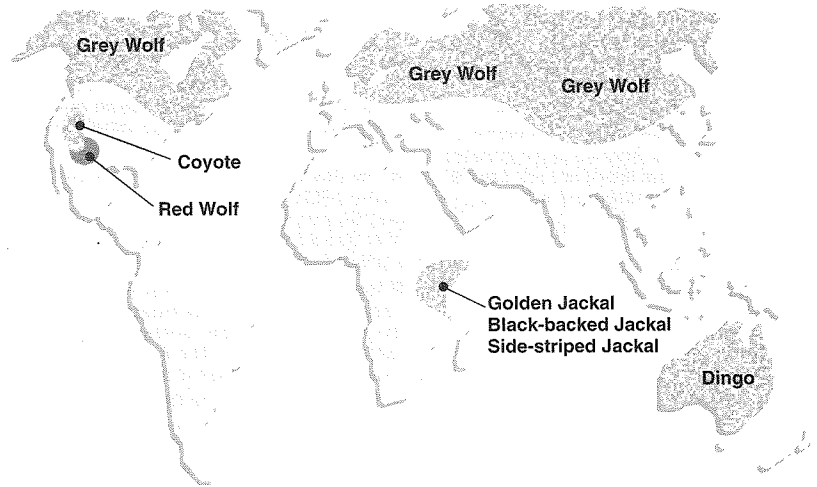 Grey Wolf
Grey Wolf
Grey Wolf
Coyote
Red Wolf
Golden Jackal
Black-backed Jackal
Side-striped Jackal
Dingo